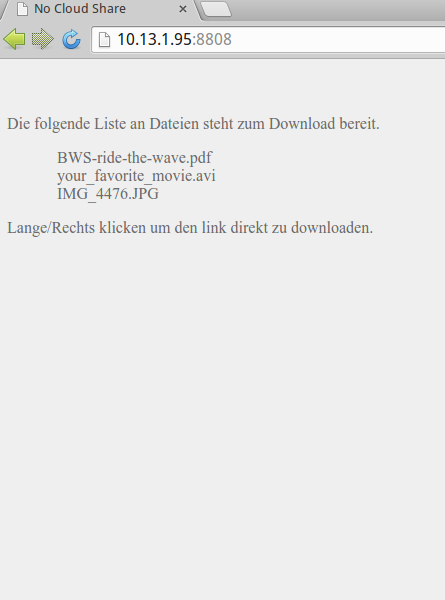 No Cloud Share
10.13.1.95:8808
Die folgende Liste an Dateien steht zum Download bereit.
BWS-ride-the-wave.pdf
your_favorite_movie.avi
IMG_4476.JPG
Lange/Rechts klicken um den link direkt zu downloaden.